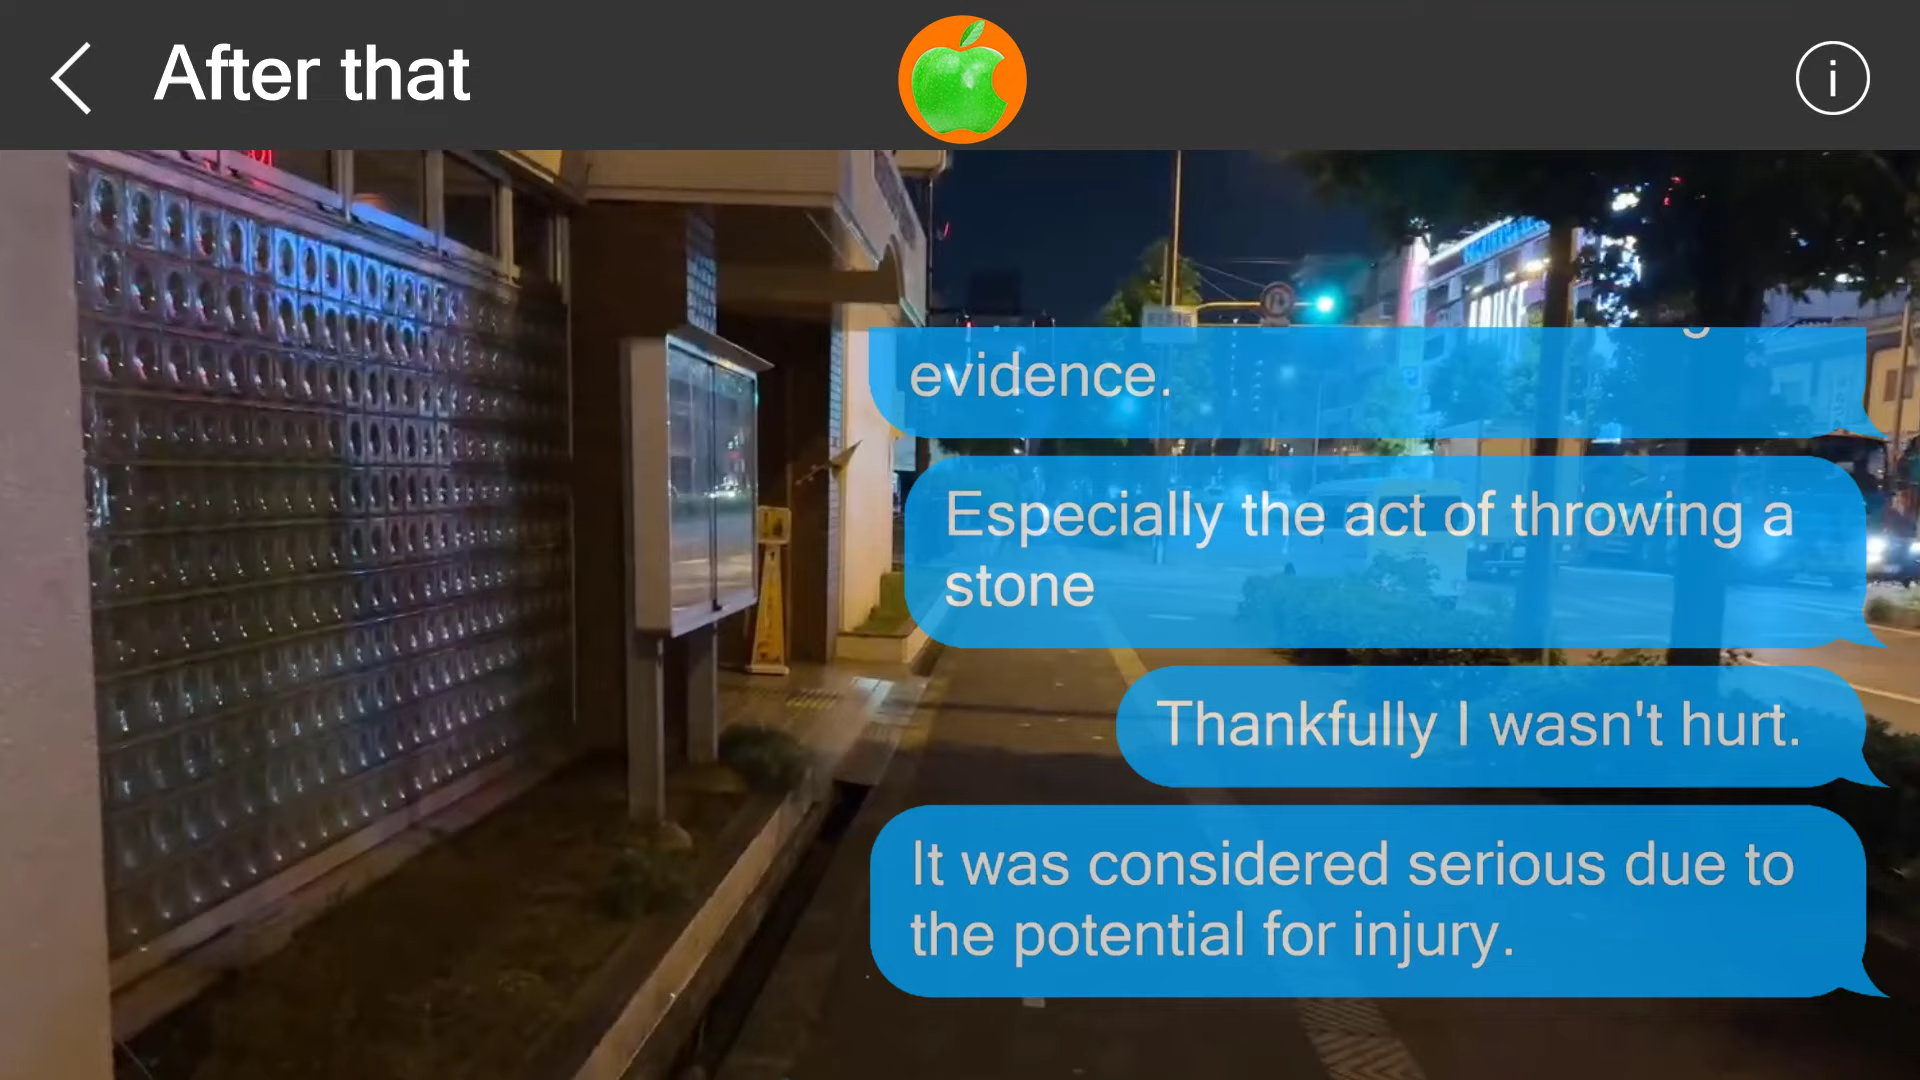 After that
evidence.
Especially the act of throwing a
stone
Thankfully I wasn't hurt.
It was considered serious due to
the potential for injury.